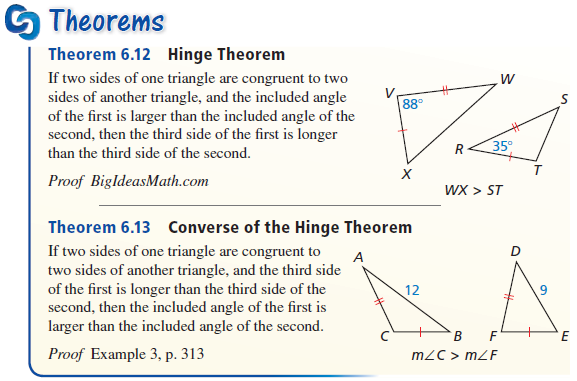 Theorems
Theorem 6.12 Hinge Theorem
If two sides of one triangle are congruent to two
sides of another triangle, and the included angle
of the first is larger than the included angle of the
second, then the third side of the first is longer
than the third side of the second.
Proof BigIdeasMath.com
V
W
88°
X
S
R
35°
T
WX > ST
Theorem 6.13 Converse of the Hinge Theorem
If two sides of one triangle are congruent to
two sides of another triangle, and the third side
of the first is longer than the third side of the
second, then the included angle of the first is
larger than the included angle of the second.
Proof Example 3, p. 313
A
12
C
B
D
9
F
E
m∠C > m∠F